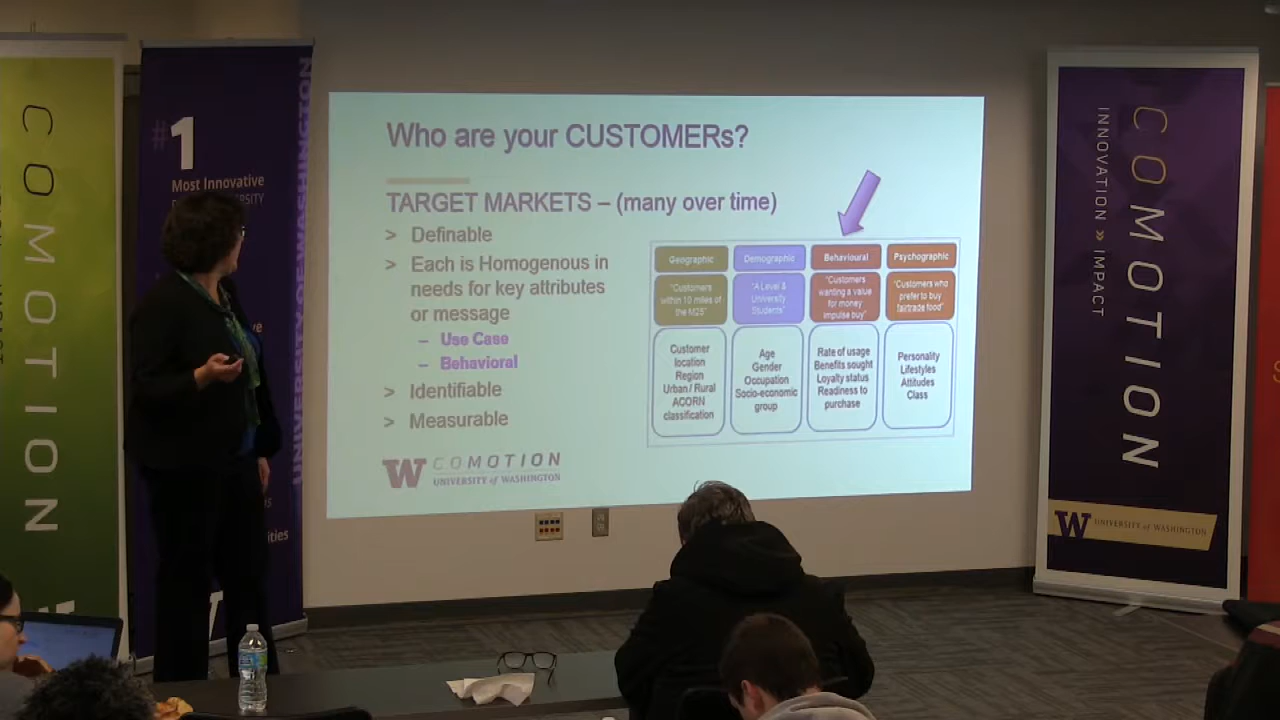 COMOTION
#1
Most Innovative
UNIVERSITY OF WASHINGTON
Who are your CUSTOMERs?
TARGET MARKETS – (many over time)
> Definable
> Each is Homogenous in
needs for key attributes
or message
– Use Case
– Behavioral
> Identifiable
> Measurable
W COMOTION
UNIVERSITY of WASHINGTON
Geographic
"Customers
within 10 miles of
the M25"
Customer
location
Region
Urban / Rural
ACORN
classification
Demographic
"A Level &
University
Students"
Age
Gender
Occupation
Socio-economic
group
Behavioural
"Customers
wanting a value
for money
impulse buy"
Rate of usage
Benefits sought
Loyalty status
Readiness to
purchase
Psychographic
"Customers who
prefer to buy
fairtrade food"
Personality
Lifestyles
Attitudes
Class
COMOTION
INNOVATION » IMPACT
W UNIVERSITY of WASHINGTON